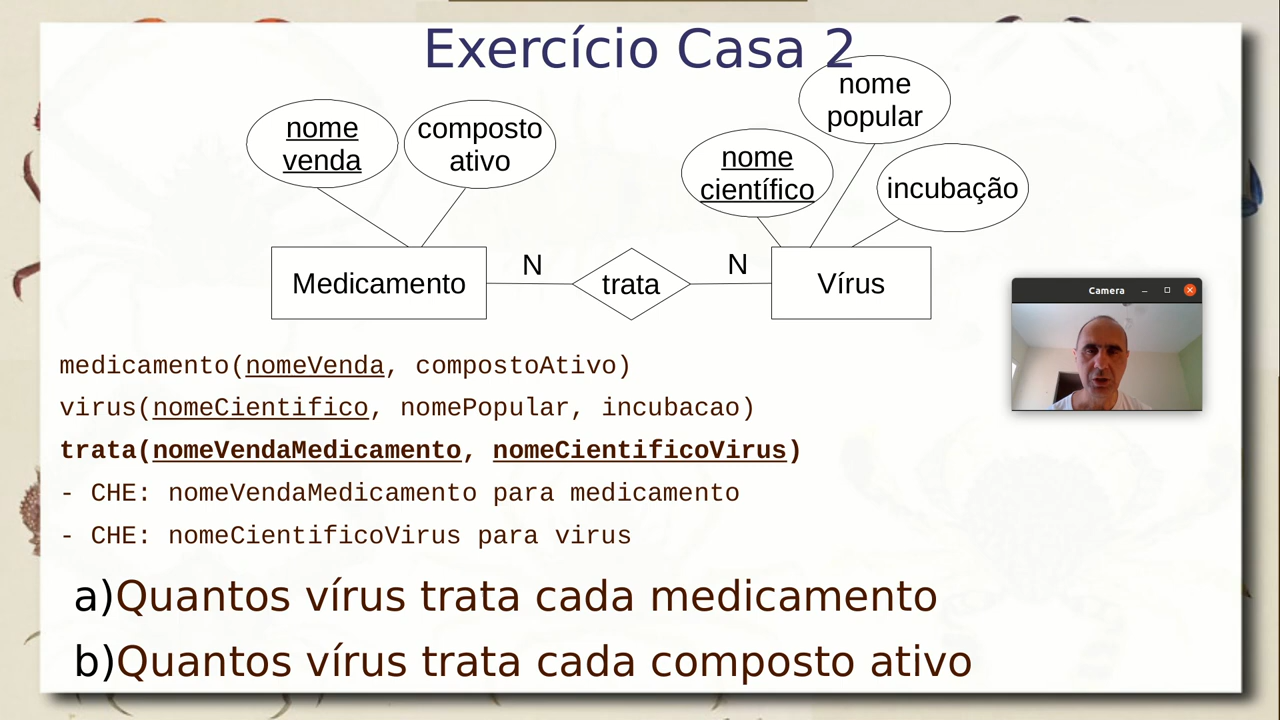 Exercício Casa 2
nome
popular
nome
venda
composto
ativo
nome
científico
incubação
Medicamento
N
trata
N
Vírus
Camera
medicamento(nomeVenda, compostoAtivo)
virus(nomeCientifico, nomePopular, incubacao)
trata(nomeVendaMedicamento, nomeCientificoVirus)
- CHE: nomeVendaMedicamento para medicamento
- CHE: nomeCientificoVirus para virus
a)Quantos vírus trata cada medicamento
b)Quantos vírus trata cada composto ativo